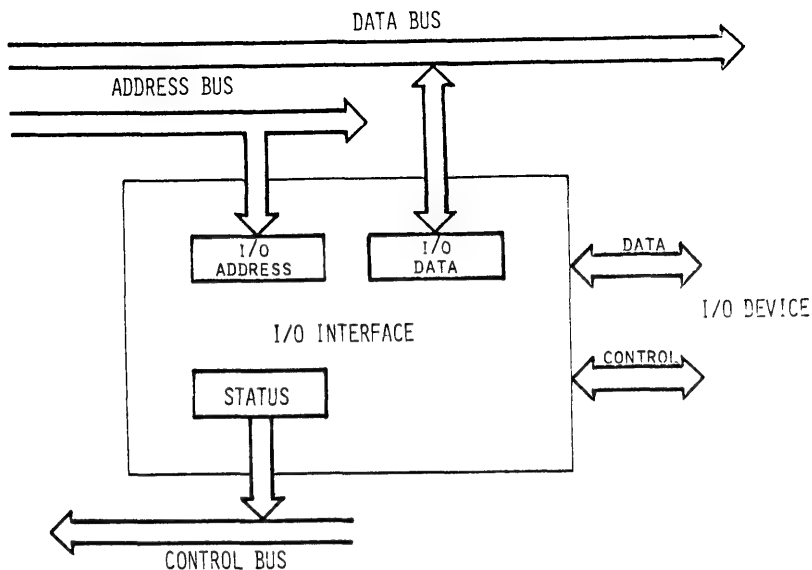 DATA BUS
ADDRESS BUS
I/O
ADDRESS
I/O
DATA
DATA
I/O DEVICE
I/O INTERFACE
CONTROL
STATUS
CONTROL BUS